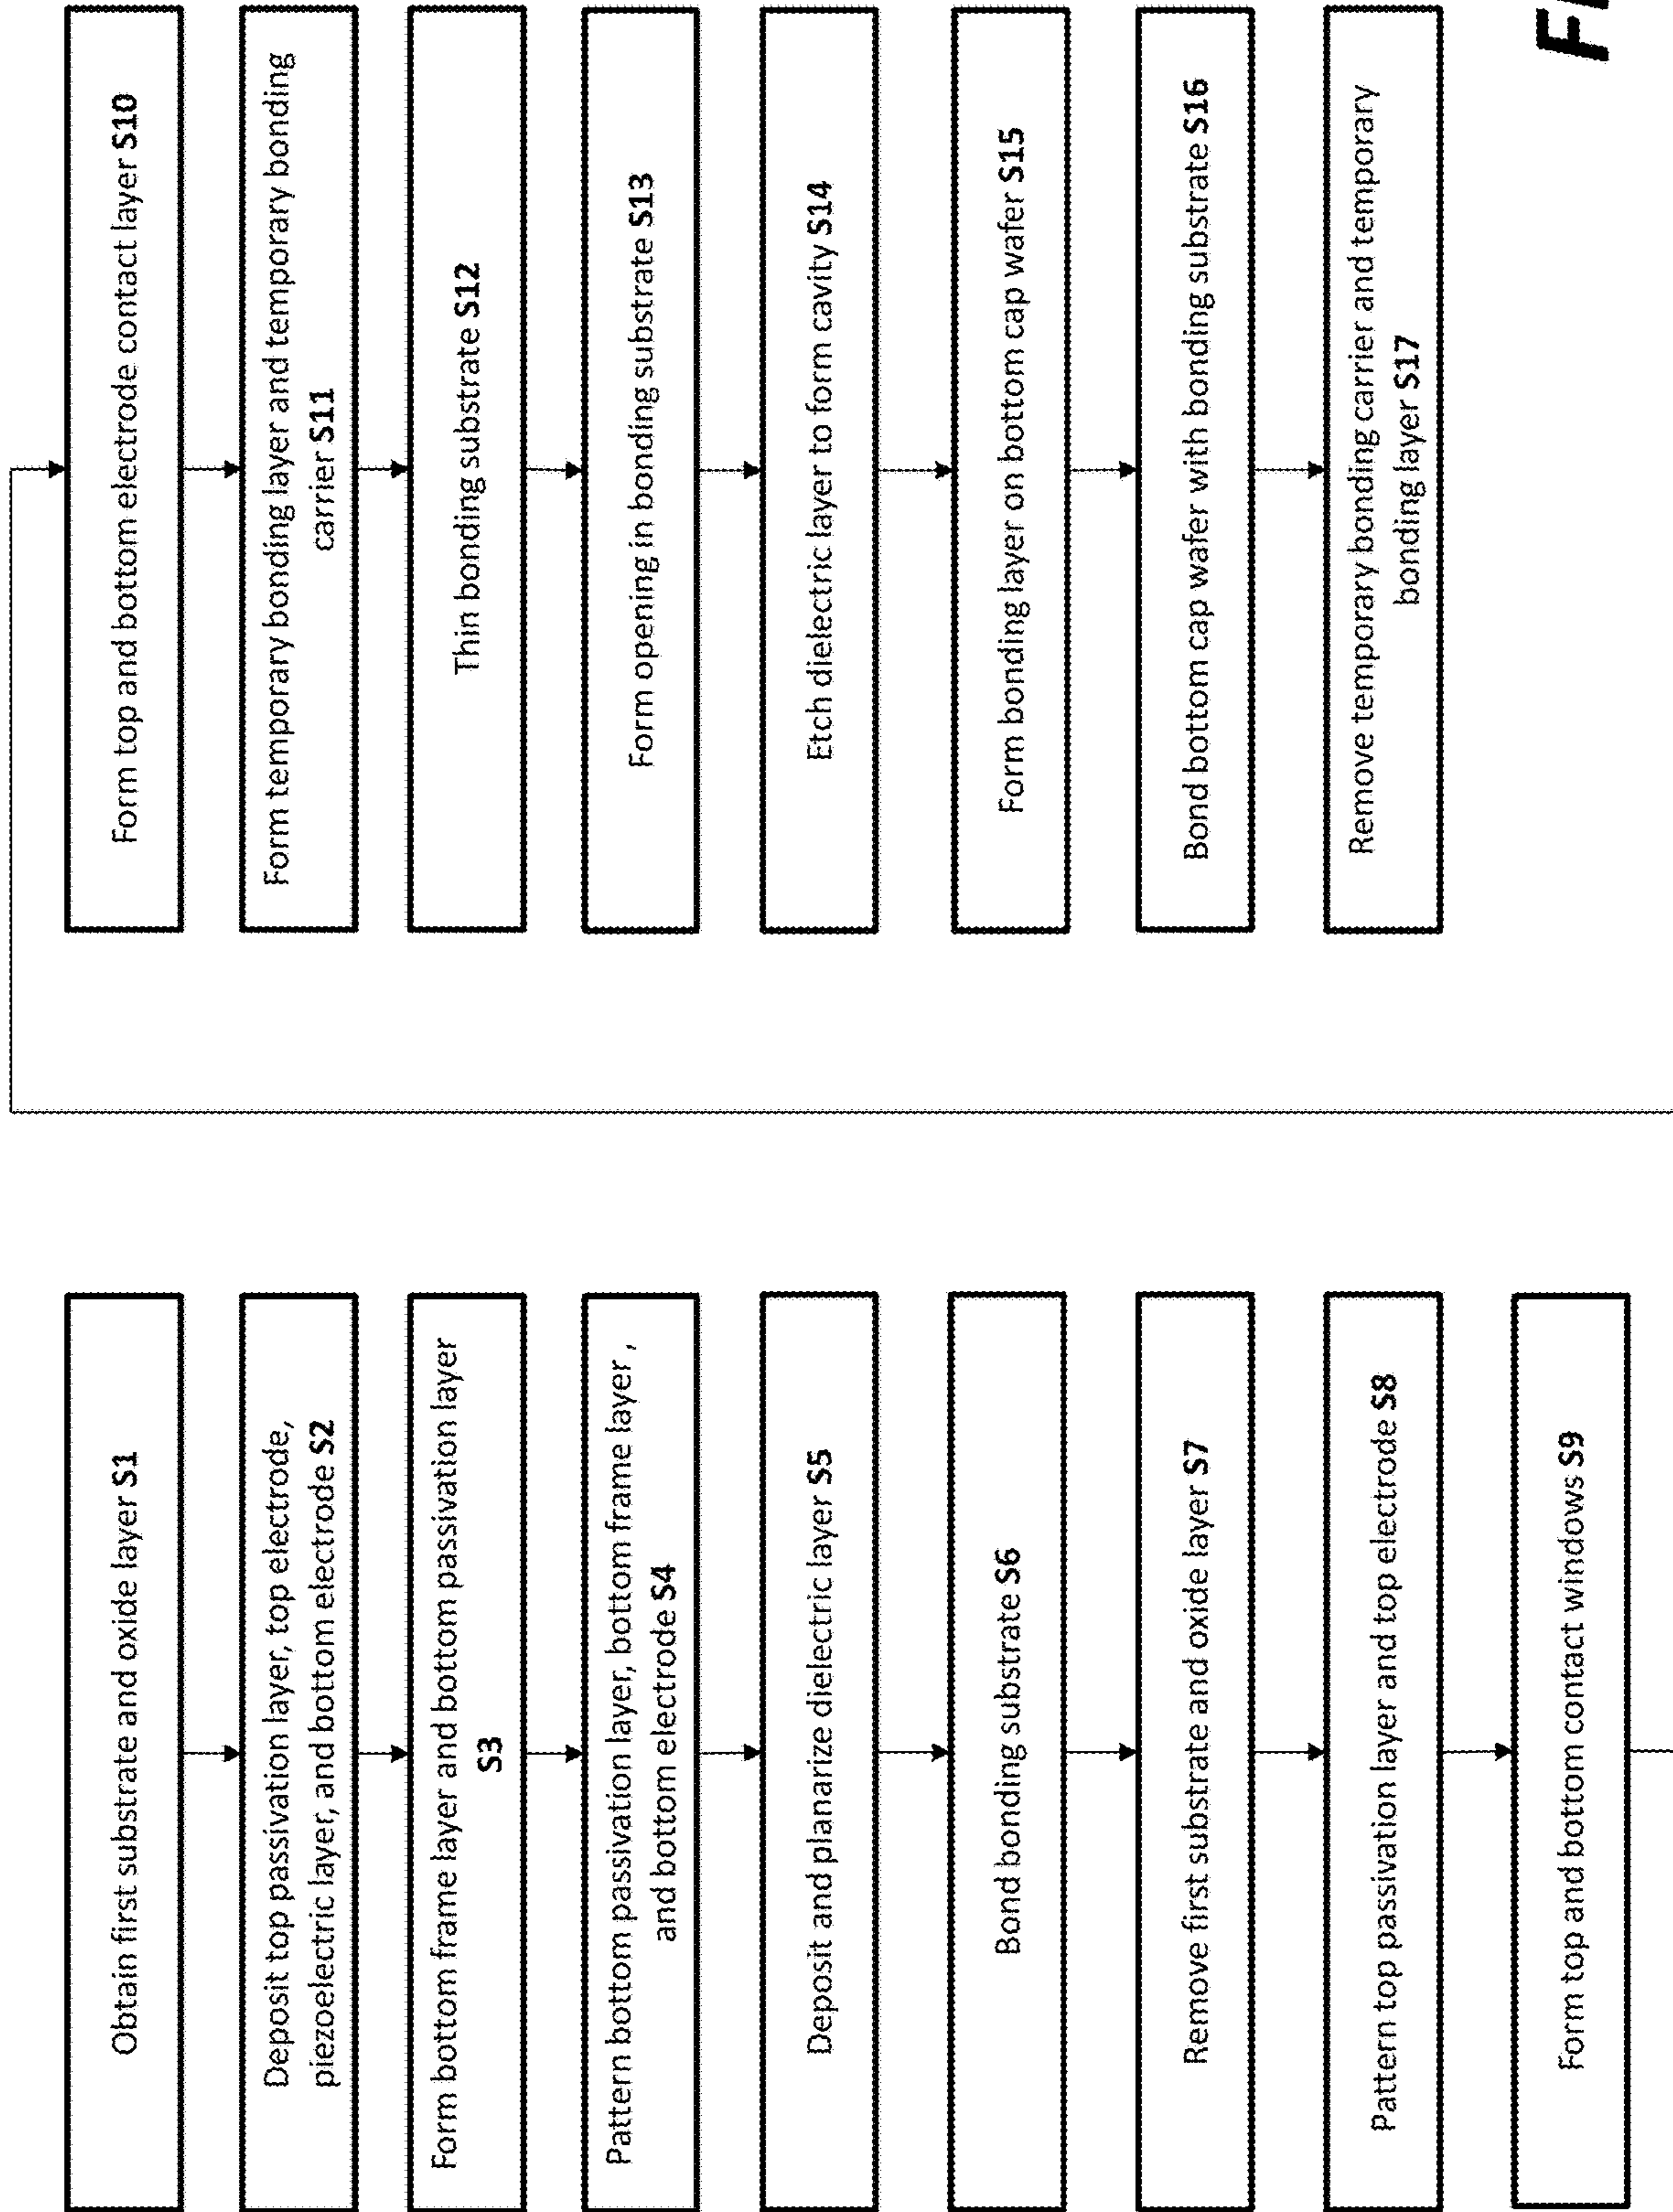 Obtain first substrate and oxide layer S1
Deposit top passivation layer, top electrode,
piezoelectric layer, and bottom electrode S2
Form bottom frame layer and bottom passivation layer
S3
Pattern bottom passivation layer, bottom frame layer ,
and bottom electrode S4
Deposit and planarize dielectric layer S5
Bond bonding substrate S6
Remove first substrate and oxide layer S7
Pattern top passivation layer and top electrode S8
Form top and bottom contact windows S9
Form top and bottom electrode contact layer S10
Form temporary bonding layer and temporary bonding
carrier S11
Thin bonding substrate S12
Form opening in bonding substrate S13
Etch dielectric layer to form cavity S14
Form bonding layer on bottom cap wafer S15
Bond bottom cap wafer with bonding substrate S16
Remove temporary bonding carrier and temporary
bonding layer S17